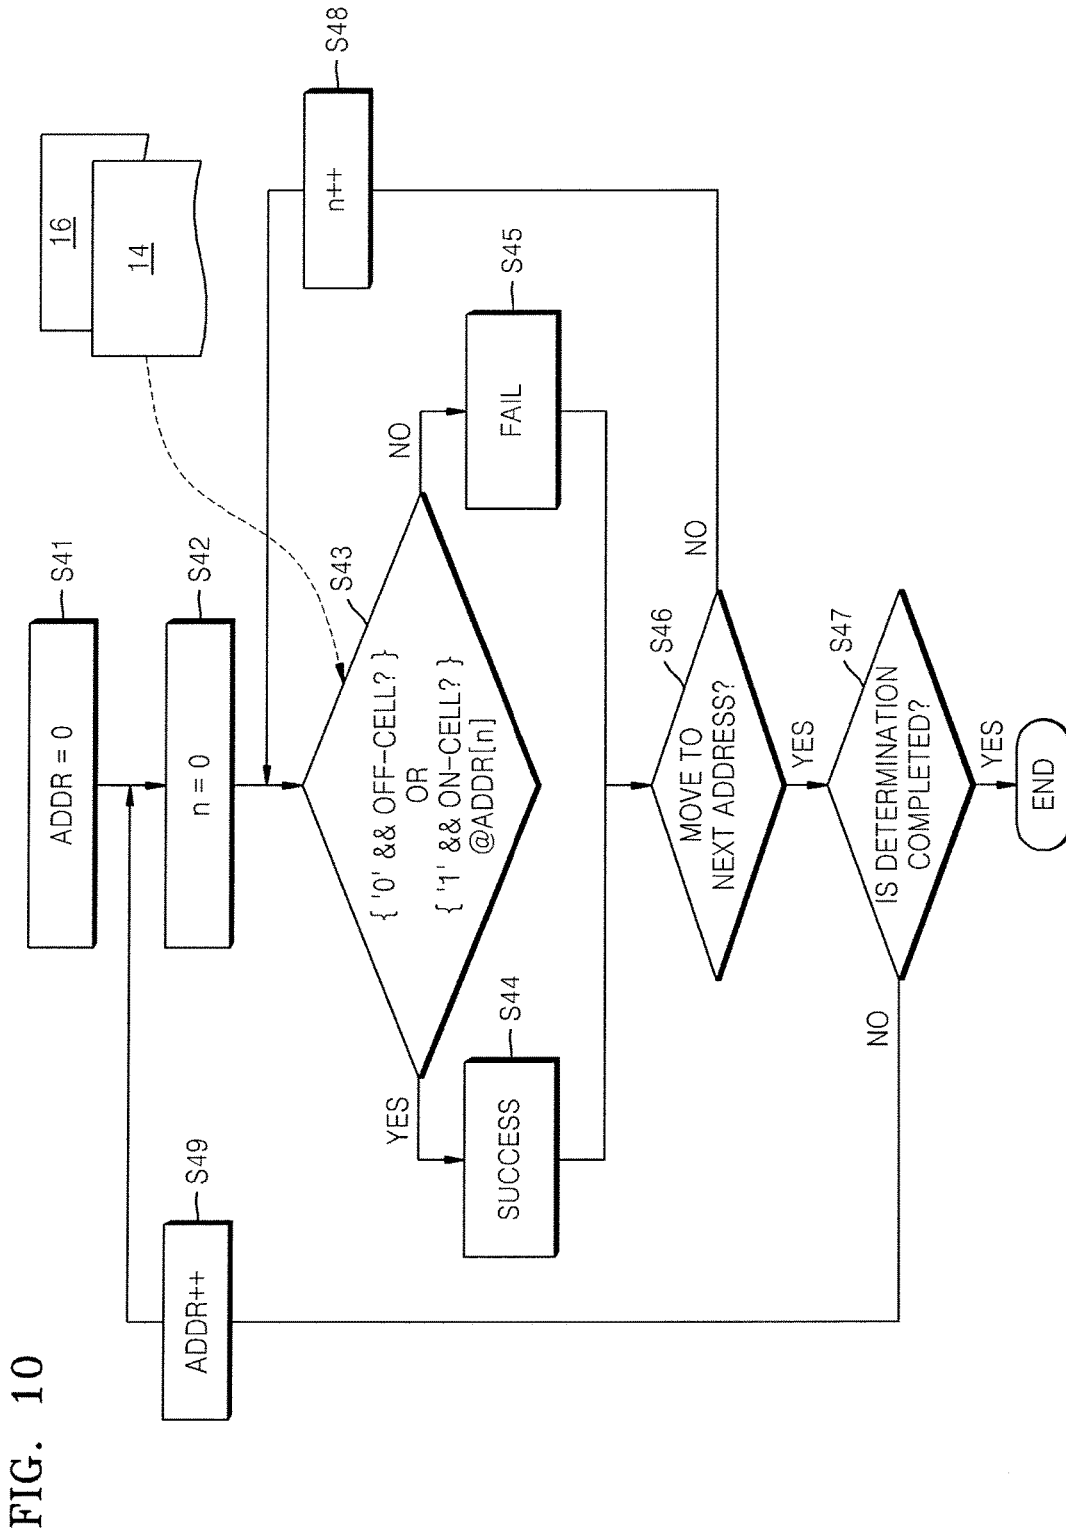 FIG. 10
16
14
ADDR = 0
S41
ADDR++
S49
n = 0
S42
n++
S48
{ '0' && OFF-CELL? }
OR
{ '1' && ON-CELL? }
@ADDR[n]
S43
YES
NO
SUCCESS
S44
FAIL
S45
MOVE TO
NEXT ADDRESS?
S46
NO
YES
IS DETERMINATION
COMPLETED?
S47
NO
YES
END